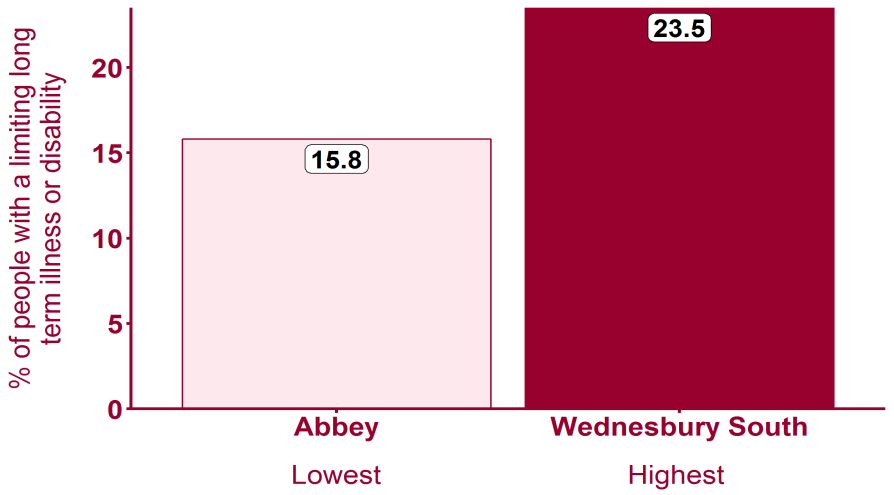 % of people with a limiting long
term illness or disability
20
15
10
5
0
15.8
23.5
Abbey
Wednesbury South
Lowest
Highest